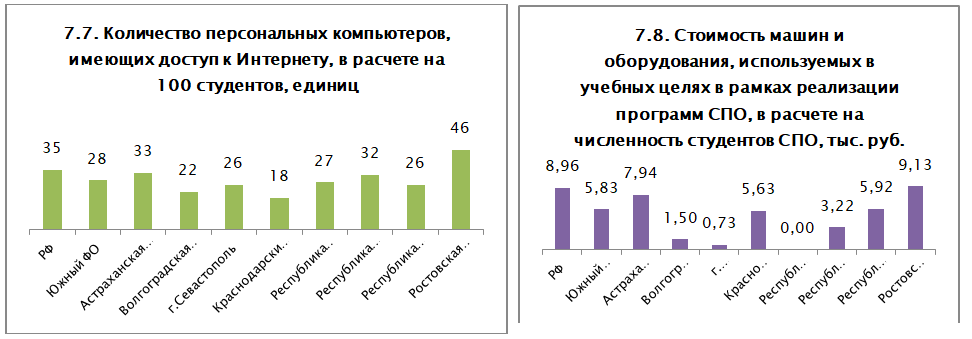 7.7. Количество персональных компьютеров,
имеющих доступ к Интернету, в расчете на
100 студентов, единиц
35
28
33
22
26
18
27
32
26
46
РФ
Южный ФО
Астраханская...
Волгоградская..
г.Севастополь
Краснодарски..
Республика..
Республика...
Республика..
Ростовская...
7.8. Стоимость машин и
оборудования, используемых в
учебных целях в рамках реализации
программ СПО, в расчете на
численность студентов СПО, тыс. руб.
8,96
5,83
7,94
1,50
0,73
5,63
0,00
3,22
5,92
9,13
РФ
Южный...
Астраха..
Волгогр..
г...
Красно..
Республ..
Республ..
Республ..
Ростовс..